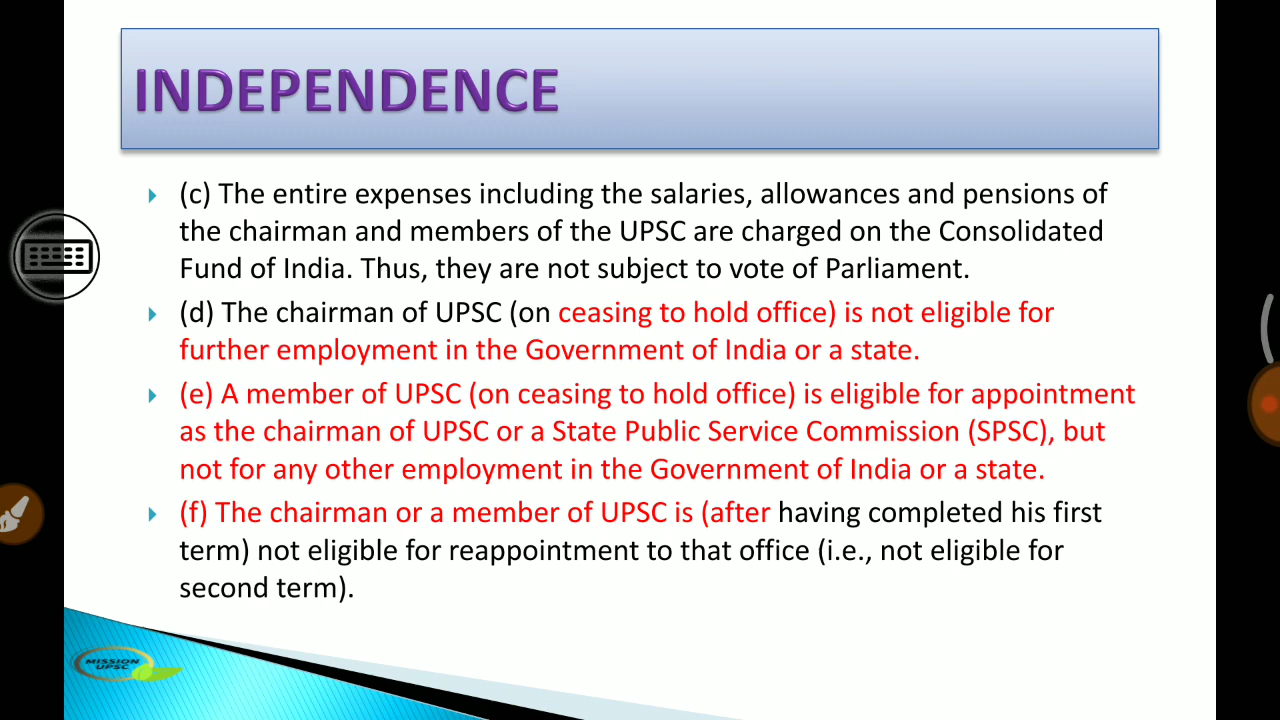 INDEPENDENCE
(c) The entire expenses including the salaries, allowances and pensions of
the chairman and members of the UPSC are charged on the Consolidated
Fund of India. Thus, they are not subject to vote of Parliament.
(d) The chairman of UPSC (on ceasing to hold office) is not eligible for
further employment in the Government of India or a state.
(e) A member of UPSC (on ceasing to hold office) is eligible for appointment
as the chairman of UPSC or a State Public Service Commission (SPSC), but
not for any other employment in the Government of India or a state.
(f) The chairman or a member of UPSC is (after having completed his first
term) not eligible for reappointment to that office (i.e., not eligible for
second term).
MISSION
UPSC